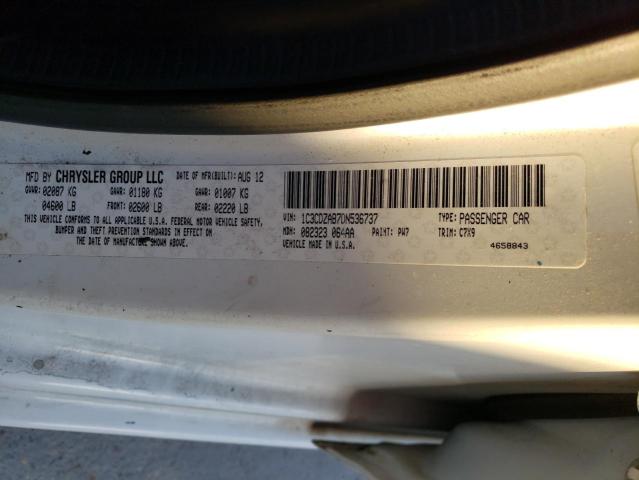 MFD BY CHRYSLER GROUP LLC DATE OF MFR(BUILT): AUG 12
GVWR: 02087 KG GAWR: 01180 KG GAWR: 01007 KG
04600 LB FRONT: 02600 LB REAR: 02220 LB
THIS VEHICLE CONFORMS TO ALL APPLICABLE U.S.A. FEDERAL MOTOR VEHICLE SAFETY,
BUMPER AND THEFT PREVENTION STANDARDS IN EFFECT ON
THE DATE OF MANUFACTURE SHOWN ABOVE.
VIN: 1C3CDZAB7DN536737 TYPE: PASSENGER CAR
MDH: 082323 064AA PAINT: PW7 TRIM: C7X9
VEHICLE MADE IN U.S.A. 4658843